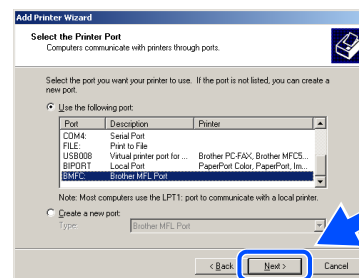 Add Printer Wizard
Select the Printer Port
Computers communicate with printers through ports.
Select the port you want your printer to use. If the port is not listed, you can create a
new port.
Use the following port:
Port Description Printer
COM4: Serial Port
FILE: Print to File
USB008 Virtual printer port for ... Brother PC-FAX, Brother MFC5...
BIPORT Local Port PaperPort Color, PaperPort, Im...
BMFC: Brother MFL Port
Note: Most computers use the LPT1: port to communicate with a local printer.
Create a new port:
Type: Brother MFL Port
< Back Next > Cancel